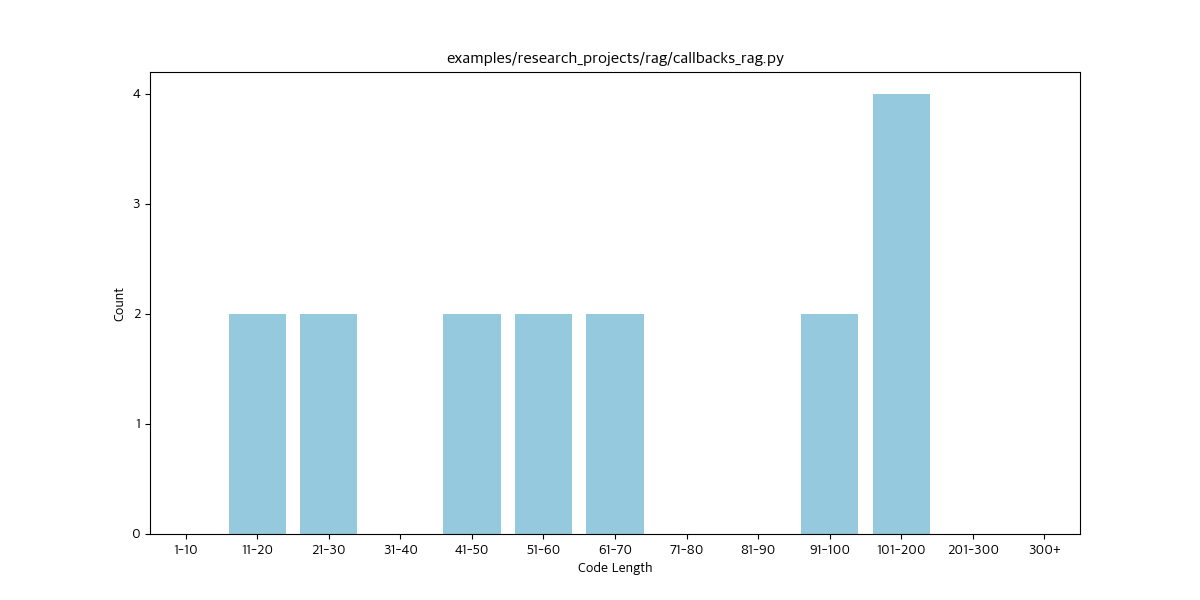 examples/research_projects/rag/callbacks_rag.py
4
3
2
1
0
Count
1-10 11-20 21-30 31-40 41-50 51-60 61-70 71-80 81-90 91-100 101-200 201-300 300+
Code Length